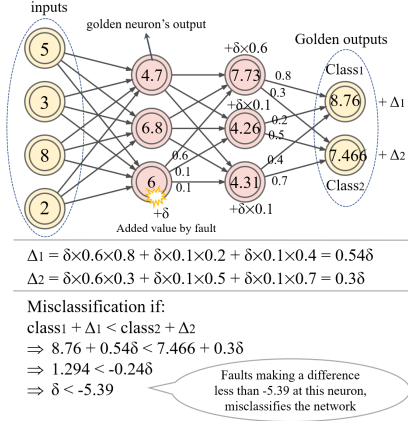 inputs
golden neuron's output
Golden outputs
5
3
8
2
4.7
6.8
6
0.6
0.1
0.1
+δ
Added value by fault
+δ×0.6
7.73
+δ×0.1
4.26
4.31
+δ×0.1
0.8
0.3
0.2
0.5
0.4
0.7
Class1
8.76
+ Δ1
7.466
+ Δ2
Class2
Δ1 = δ×0.6×0.8 + δ×0.1×0.2 + δ×0.1×0.4 = 0.54δ
Δ2 = δ×0.6×0.3 + δ×0.1×0.5 + δ×0.1×0.7 = 0.3δ
Misclassification if:
class1 + Δ1 < class2 + Δ2
⇒ 8.76 + 0.54δ < 7.466 + 0.3δ
⇒ 1.294 < -0.24δ
⇒ δ < -5.39
Faults making a difference
less than -5.39 at this neuron,
misclassifies the network